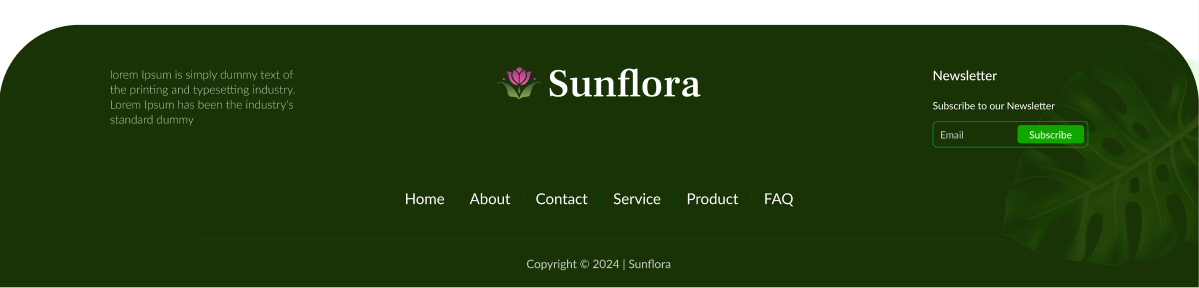 lorem Ipsum is simply dummy text of
the printing and typesetting industry.
Lorem Ipsum has been the industry's
standard dummy
Sunflora
Newsletter
Subscribe to our Newsletter
Email Subscribe
Home About Contact Service Product FAQ
Copyright © 2024 | Sunflora